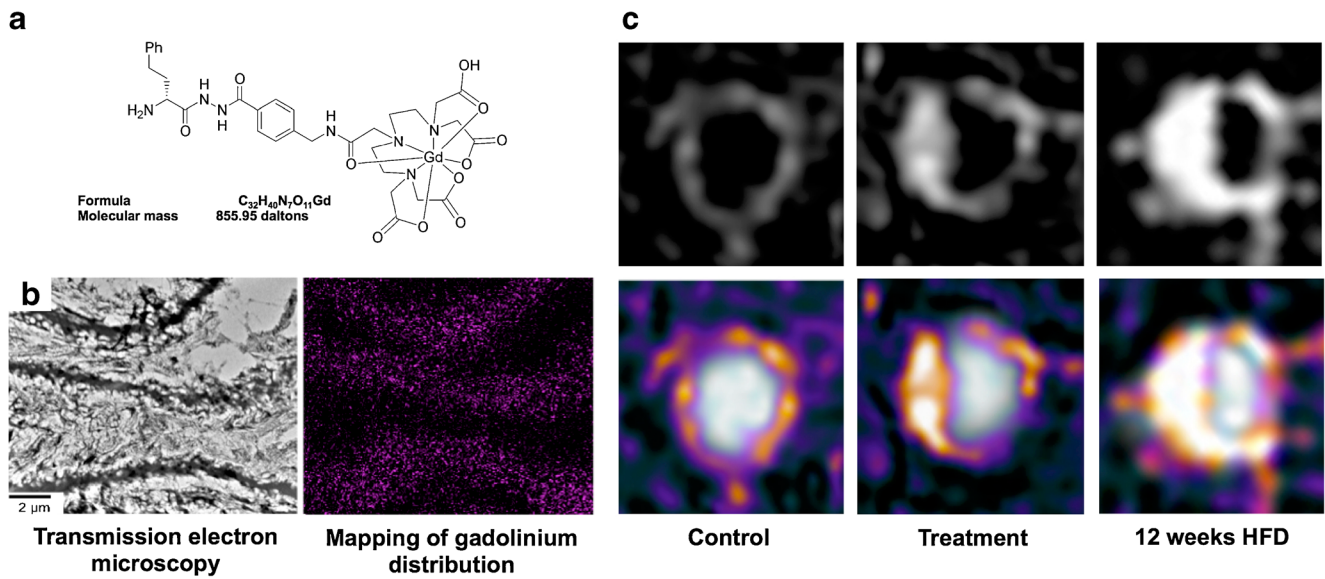 a
Ph
H₂N
O
H
N
N
H
O
H
N
O
N
N
N
Gd
OH
O
O
O
O
O
O
O
Formula C₃₂H₄₀N₇O₁₁Gd
Molecular mass 855.95 daltons
b
2 µm
Transmission electron
microscopy
Mapping of gadolinium
distribution
c
Control
Treatment
12 weeks HFD